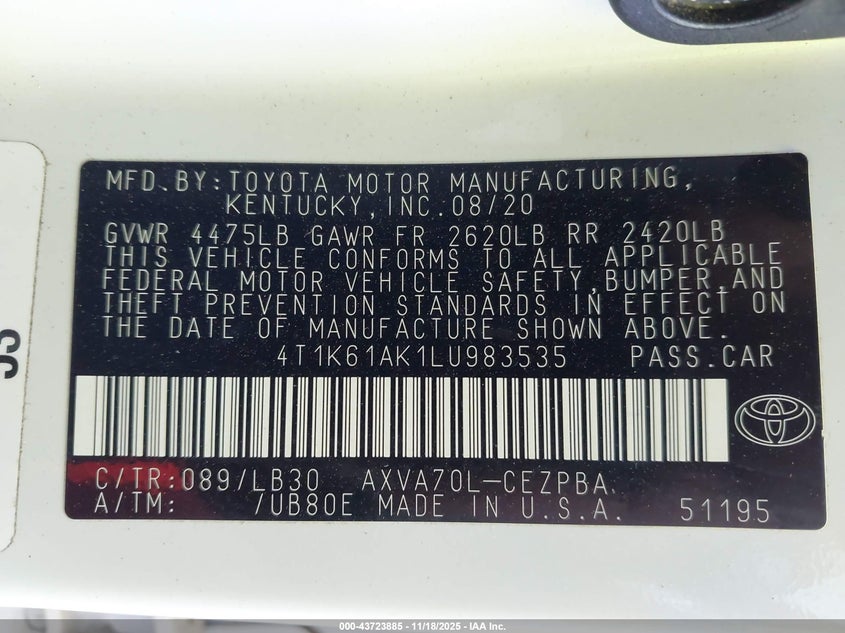 MFD.BY:TOYOTA MOTOR MANUFACTURING,
KENTUCKY,INC.08/20
GVWR 4475LB GAWR FR 2620LB RR 2420LB
THIS VEHICLE CONFORMS TO ALL APPLICABLE
FEDERAL MOTOR VEHICLE SAFETY,BUMPER,AND
THEFT PREVENTION STANDARDS IN EFFECT ON
THE DATE OF MANUFACTURE SHOWN ABOVE.
4T1K61AK1LU983535 PASS.CAR
C/TR:089/LB30 AXVA70L-CEZPBA
A/TM: /UB80E MADE IN U.S.A. 51195
000-43723885 - 11/18/2025 - IAA Inc.